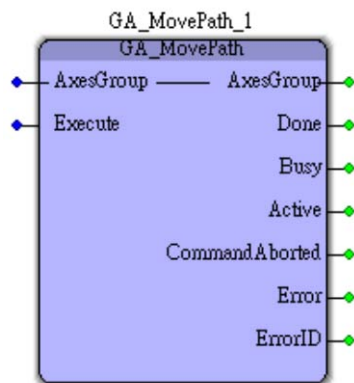 GA_MovePath_1
GA_MovePath
AxesGroup AxesGroup
Execute Done
Busy
Active
CommandAborted
Error
ErrorID